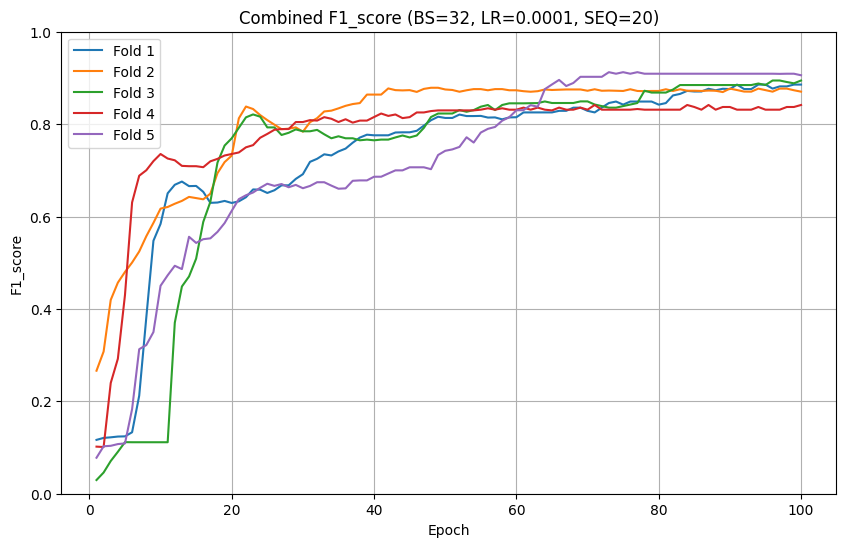 Combined F1_score (BS=32, LR=0.0001, SEQ=20)
Fold 1
Fold 2
Fold 3
Fold 4
Fold 5
F1_score
1.0
0.8
0.6
0.4
0.2
0.0
0 20 40 60 80 100
Epoch